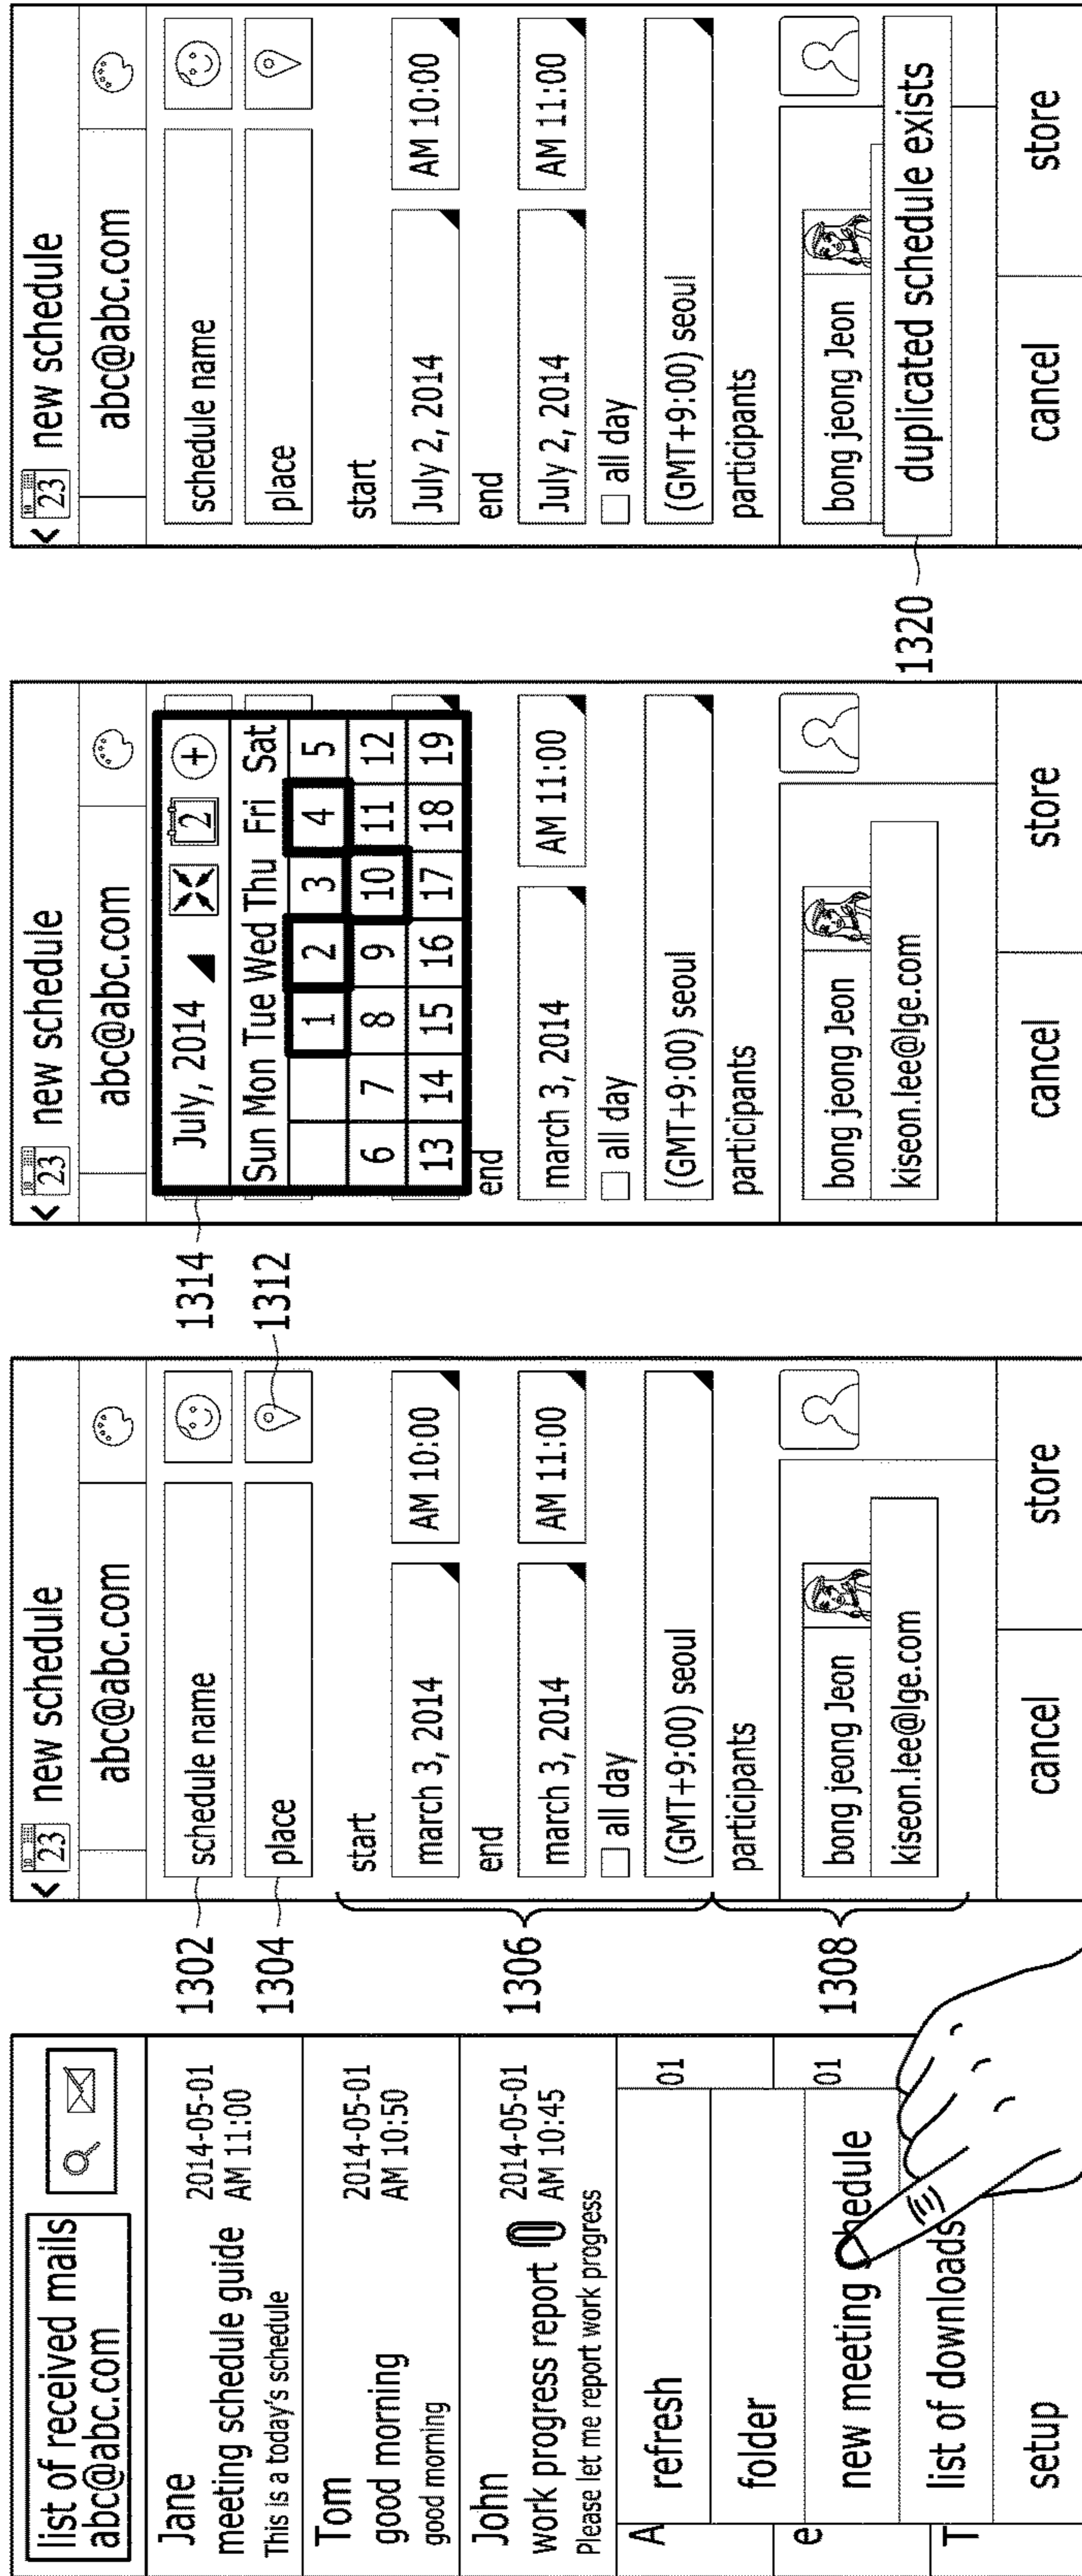 list of received mails
abc@abc.com
Jane
meeting schedule guide
This is a today's schedule
2014-05-01
AM 11:00
Tom
good morning
good morning
2014-05-01
AM 10:50
John
work progress report
Please let me report work progress
2014-05-01
AM 10:45
A
01
refresh
folder
e
01
new meeting schedule
T
list of downloads
setup
23 new schedule
abc@abc.com
1302
schedule name
1304
place
1312
1306
start
march 3, 2014
AM 10:00
end
march 3, 2014
AM 11:00
all day
(GMT+9:00) seoul
1308
participants
bong jeong Jeon
kiseon.lee@lge.com
cancel
store
23 new schedule
abc@abc.com
1314
July, 2014
2
+
Sun Mon Tue Wed Thu Fri Sat
1 2 3 4 5
6 7 8 9 10 11 12
13 14 15 16 17 18 19
end
march 3, 2014
AM 11:00
all day
(GMT+9:00) seoul
participants
bong jeong Jeon
kiseon.lee@lge.com
cancel
store
23 new schedule
abc@abc.com
schedule name
place
start
July 2, 2014
AM 10:00
end
July 2, 2014
AM 11:00
all day
(GMT+9:00) seoul
participants
bong jeong Jeon
1320
duplicated schedule exists
cancel
store